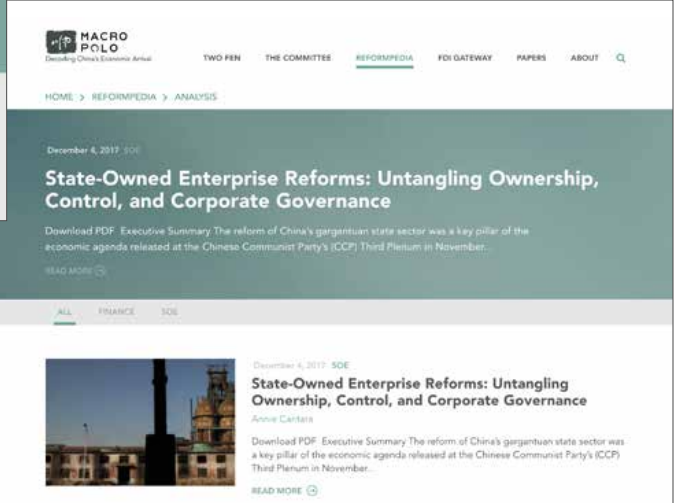 MACRO
POLO
Decoding China's Economic Arrival
TWO FEN THE COMMITTEE REFORMPEDIA FDI GATEWAY PAPERS ABOUT
HOME > REFORMPEDIA > ANALYSIS
December 4, 2017 SOE
State-Owned Enterprise Reforms: Untangling Ownership,
Control, and Corporate Governance
Download PDF Executive Summary The reform of China's gargantuan state sector was a key pillar of the
economic agenda released at the Chinese Communist Party's (CCP) Third Plenum in November...
READ MORE
ALL FINANCE SOE
December 4, 2017 SOE
State-Owned Enterprise Reforms: Untangling
Ownership, Control, and Corporate Governance
Annie Cantara
Download PDF Executive Summary The reform of China's gargantuan state sector was
a key pillar of the economic agenda released at the Chinese Communist Party's (CCP)
Third Plenum in November...
READ MORE